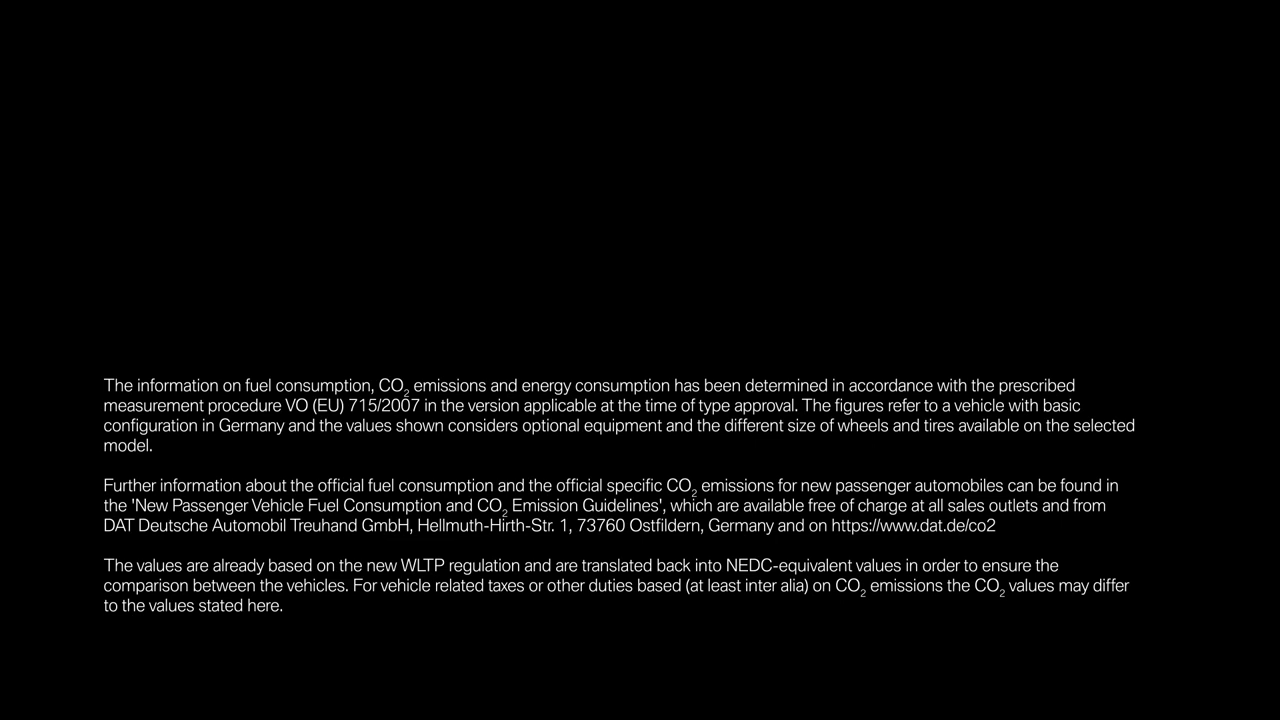 The information on fuel consumption, CO₂ emissions and energy consumption has been determined in accordance with the prescribed
measurement procedure VO (EU) 715/2007 in the version applicable at the time of type approval. The figures refer to a vehicle with basic
configuration in Germany and the values shown considers optional equipment and the different size of wheels and tires available on the selected
model.
Further information about the official fuel consumption and the official specific CO₂ emissions for new passenger automobiles can be found in
the 'New Passenger Vehicle Fuel Consumption and CO₂ Emission Guidelines', which are available free of charge at all sales outlets and from
DAT Deutsche Automobil Treuhand GmbH, Hellmuth-Hirth-Str. 1, 73760 Ostfildern, Germany and on https://www.dat.de/co2
The values are already based on the new WLTP regulation and are translated back into NEDC-equivalent values in order to ensure the
comparison between the vehicles. For vehicle related taxes or other duties based (at least inter alia) on CO₂ emissions the CO₂ values may differ
to the values stated here.